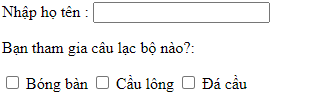 Nhập họ tên :
Bạn tham gia câu lạc bộ nào?:
Bóng bàn Cầu lông Đá cầu